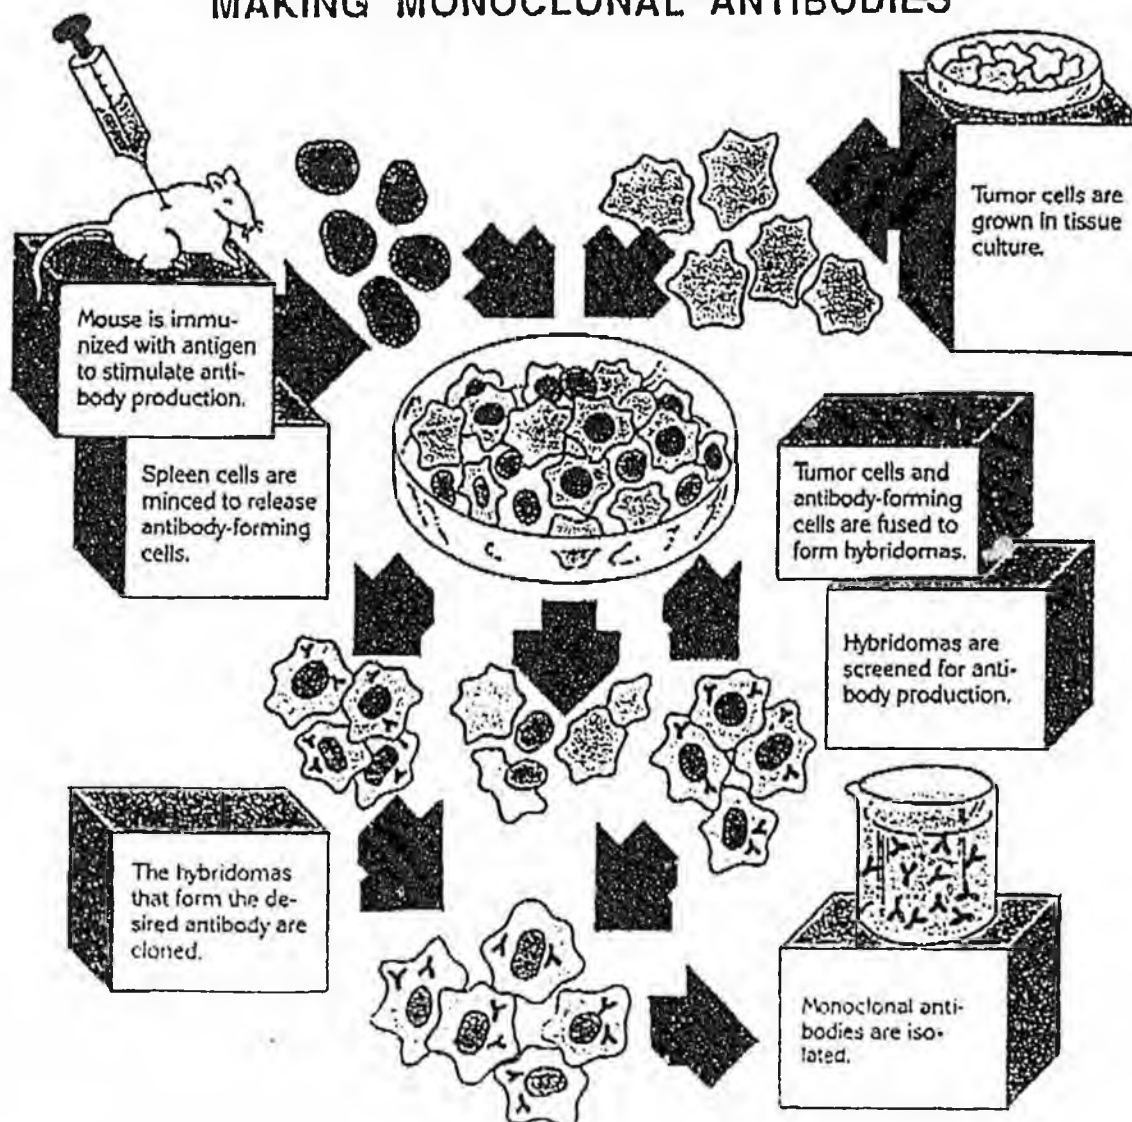 MAKING MONOCLONAL ANTIBODIES
Tumor cells are
grown in tissue
culture.
Mouse is immu-
nized with antigen
to stimulate anti-
body production.
Spleen cells are
minced to release
antibody-forming
cells.
Tumor cells and
antibody-forming
cells are fused to
form hybridomas.
Hybridomas are
screened for anti-
body production.
The hybridomas
that form the de-
sired antibody are
cloned.
Monoclonal anti-
bodies are iso-
lated.